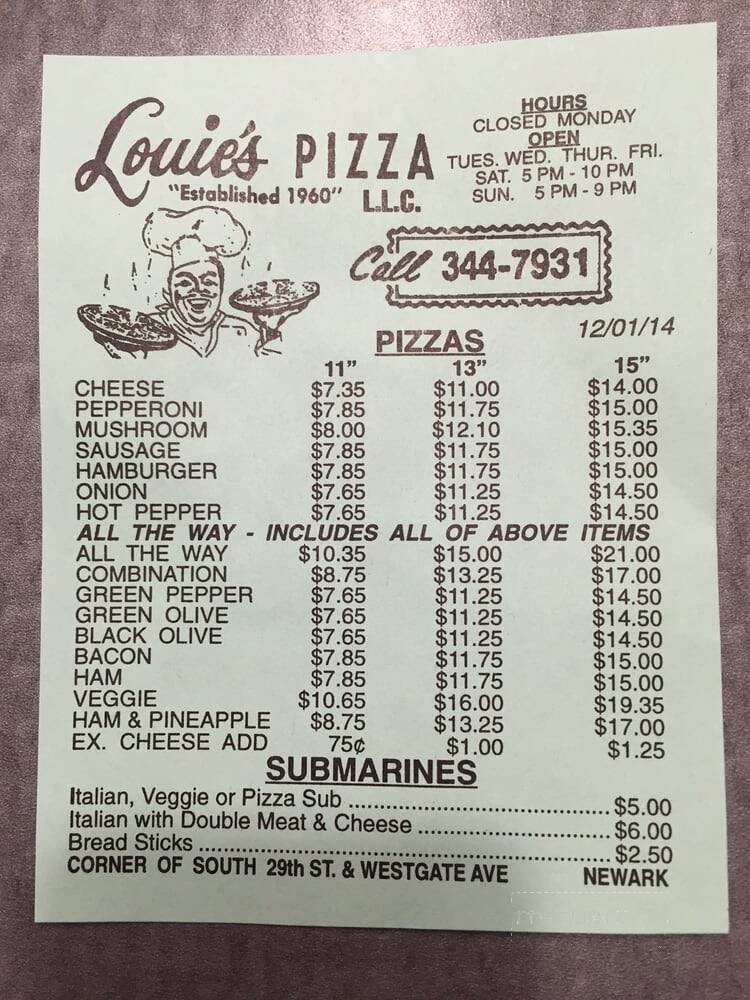 Louie's PIZZA
"Established 1960" L.L.C.
HOURS
CLOSED MONDAY
OPEN
TUES. WED. THUR. FRI.
SAT. 5 PM - 10 PM
SUN. 5 PM - 9 PM
Call 344-7931
12/01/14
PIZZAS
11" 13" 15"
CHEESE $7.35 $11.00 $14.00
PEPPERONI $7.85 $11.75 $15.00
MUSHROOM $8.00 $12.10 $15.35
SAUSAGE $7.85 $11.75 $15.00
HAMBURGER $7.85 $11.75 $15.00
ONION $7.65 $11.25 $14.50
HOT PEPPER $7.65 $11.25 $14.50
ALL THE WAY - INCLUDES ALL OF ABOVE ITEMS
ALL THE WAY $10.35 $15.00 $21.00
COMBINATION $8.75 $13.25 $17.00
GREEN PEPPER $7.65 $11.25 $14.50
GREEN OLIVE $7.65 $11.25 $14.50
BLACK OLIVE $7.65 $11.25 $14.50
BACON $7.85 $11.75 $15.00
HAM $7.85 $11.75 $15.00
VEGGIE $10.65 $16.00 $19.35
HAM & PINEAPPLE $8.75 $13.25 $17.00
EX. CHEESE ADD 75¢ $1.00 $1.25
SUBMARINES
Italian, Veggie or Pizza Sub $5.00
Italian with Double Meat & Cheese $6.00
Bread Sticks $2.50
CORNER OF SOUTH 29th ST. & WESTGATE AVE NEWARK